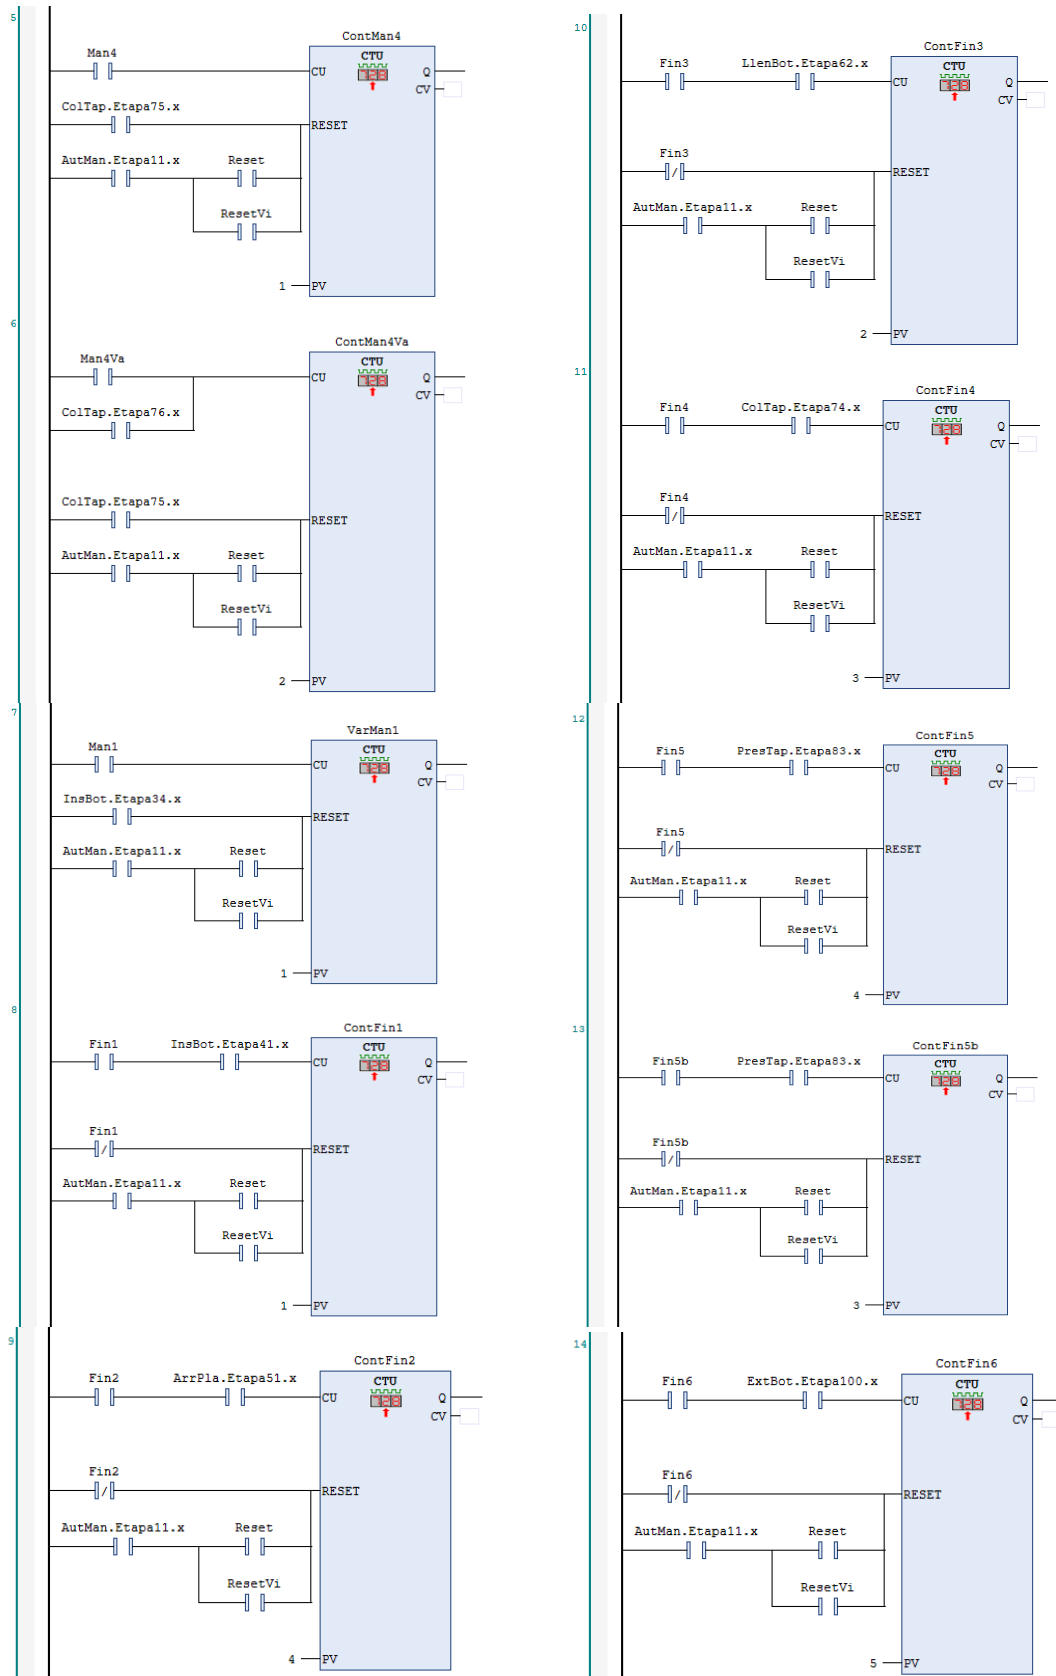 5
ContMan4
Man4
CTU
CU
Q
CV
ColTap.Etapa75.x
RESET
AutMan.Etapa11.x
Reset
ResetVi
1
PV
6
ContMan4Va
Man4Va
CTU
CU
Q
CV
ColTap.Etapa76.x
ColTap.Etapa75.x
RESET
AutMan.Etapa11.x
Reset
ResetVi
2
PV
7
VarMan1
Man1
CTU
CU
Q
CV
InsBot.Etapa34.x
RESET
AutMan.Etapa11.x
Reset
ResetVi
1
PV
8
ContFin1
Fin1
InsBot.Etapa41.x
CTU
CU
Q
CV
Fin1
RESET
AutMan.Etapa11.x
Reset
ResetVi
1
PV
9
ContFin2
Fin2
ArrPla.Etapa51.x
CTU
CU
Q
CV
Fin2
RESET
AutMan.Etapa11.x
Reset
ResetVi
4
PV
10
ContFin3
Fin3
LlenBot.Etapa62.x
CTU
CU
Q
CV
Fin3
RESET
AutMan.Etapa11.x
Reset
ResetVi
2
PV
11
ContFin4
Fin4
ColTap.Etapa74.x
CTU
CU
Q
CV
Fin4
RESET
AutMan.Etapa11.x
Reset
ResetVi
3
PV
12
ContFin5
Fin5
PresTap.Etapa83.x
CTU
CU
Q
CV
Fin5
RESET
AutMan.Etapa11.x
Reset
ResetVi
4
PV
13
ContFin5b
Fin5b
PresTap.Etapa83.x
CTU
CU
Q
CV
Fin5b
RESET
AutMan.Etapa11.x
Reset
ResetVi
3
PV
14
ContFin6
Fin6
ExtBot.Etapa100.x
CTU
CU
Q
CV
Fin6
RESET
AutMan.Etapa11.x
Reset
ResetVi
5
PV